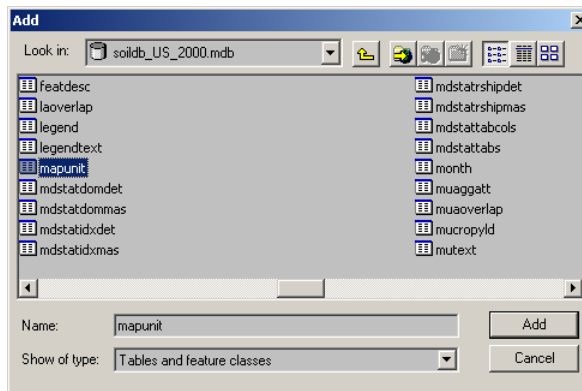 Add
Look in: soildb_US_2000.mdb
featdesc
laoverlap
legend
legendtext
mapunit
mdstatdomdet
mdstatdommas
mdstatidxdet
mdstatidxmas
mdstatrshipdet
mdstatrshipmas
mdstattabcols
mdstattabs
month
muaggatt
muaoverlap
mucropyld
mutext
Name: mapunit Add
Show of type: Tables and feature classes Cancel